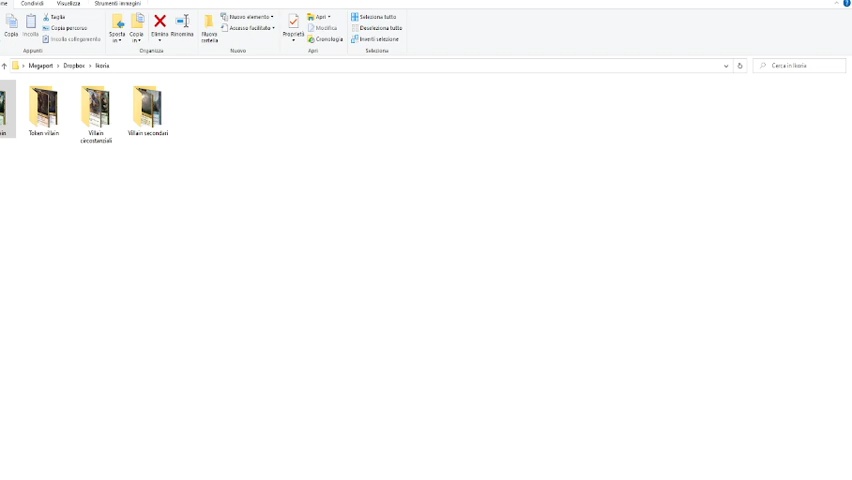 Condividi Visualizza Strumenti immagini
Copia Incolla Taglia
Copia percorso
Incolla collegamento
Appunti
Sposta in Copia in Elimina Rinomina
Organizza
Nuova cartella Nuovo elemento
Accesso facilitato
Nuovo
Proprietà Apri
Modifica
Cronologia
Apri
Seleziona tutto
Deseleziona tutto
Inverti selezione
Seleziona
Megaport > Dropbox > Ikoria
Cerca in Ikoria
Token villain
Villain circostanziali
Villain secondari